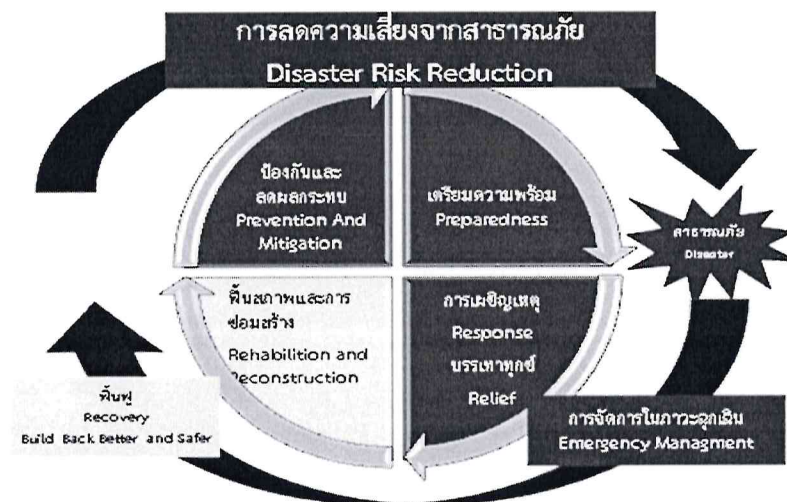 การลดความเสี่ยงจากสาธารณภัย
Disaster Risk Reduction
ป้องกันและ
ลดผลกระทบ
Prevention And
Mitigation
เตรียมความพร้อม
Preparedness
สาธารณภัย
Disaster
ฟื้นสภาพและการ
ซ่อมสร้าง
Rehabilition and
Reconstruction
การเผชิญเหตุ
Response
บรรเทาทุกข์
Relief
ฟื้นฟู
Recovery
Build Back Better and Safer
การจัดการในภาวะฉุกเฉิน
Emergency Managment